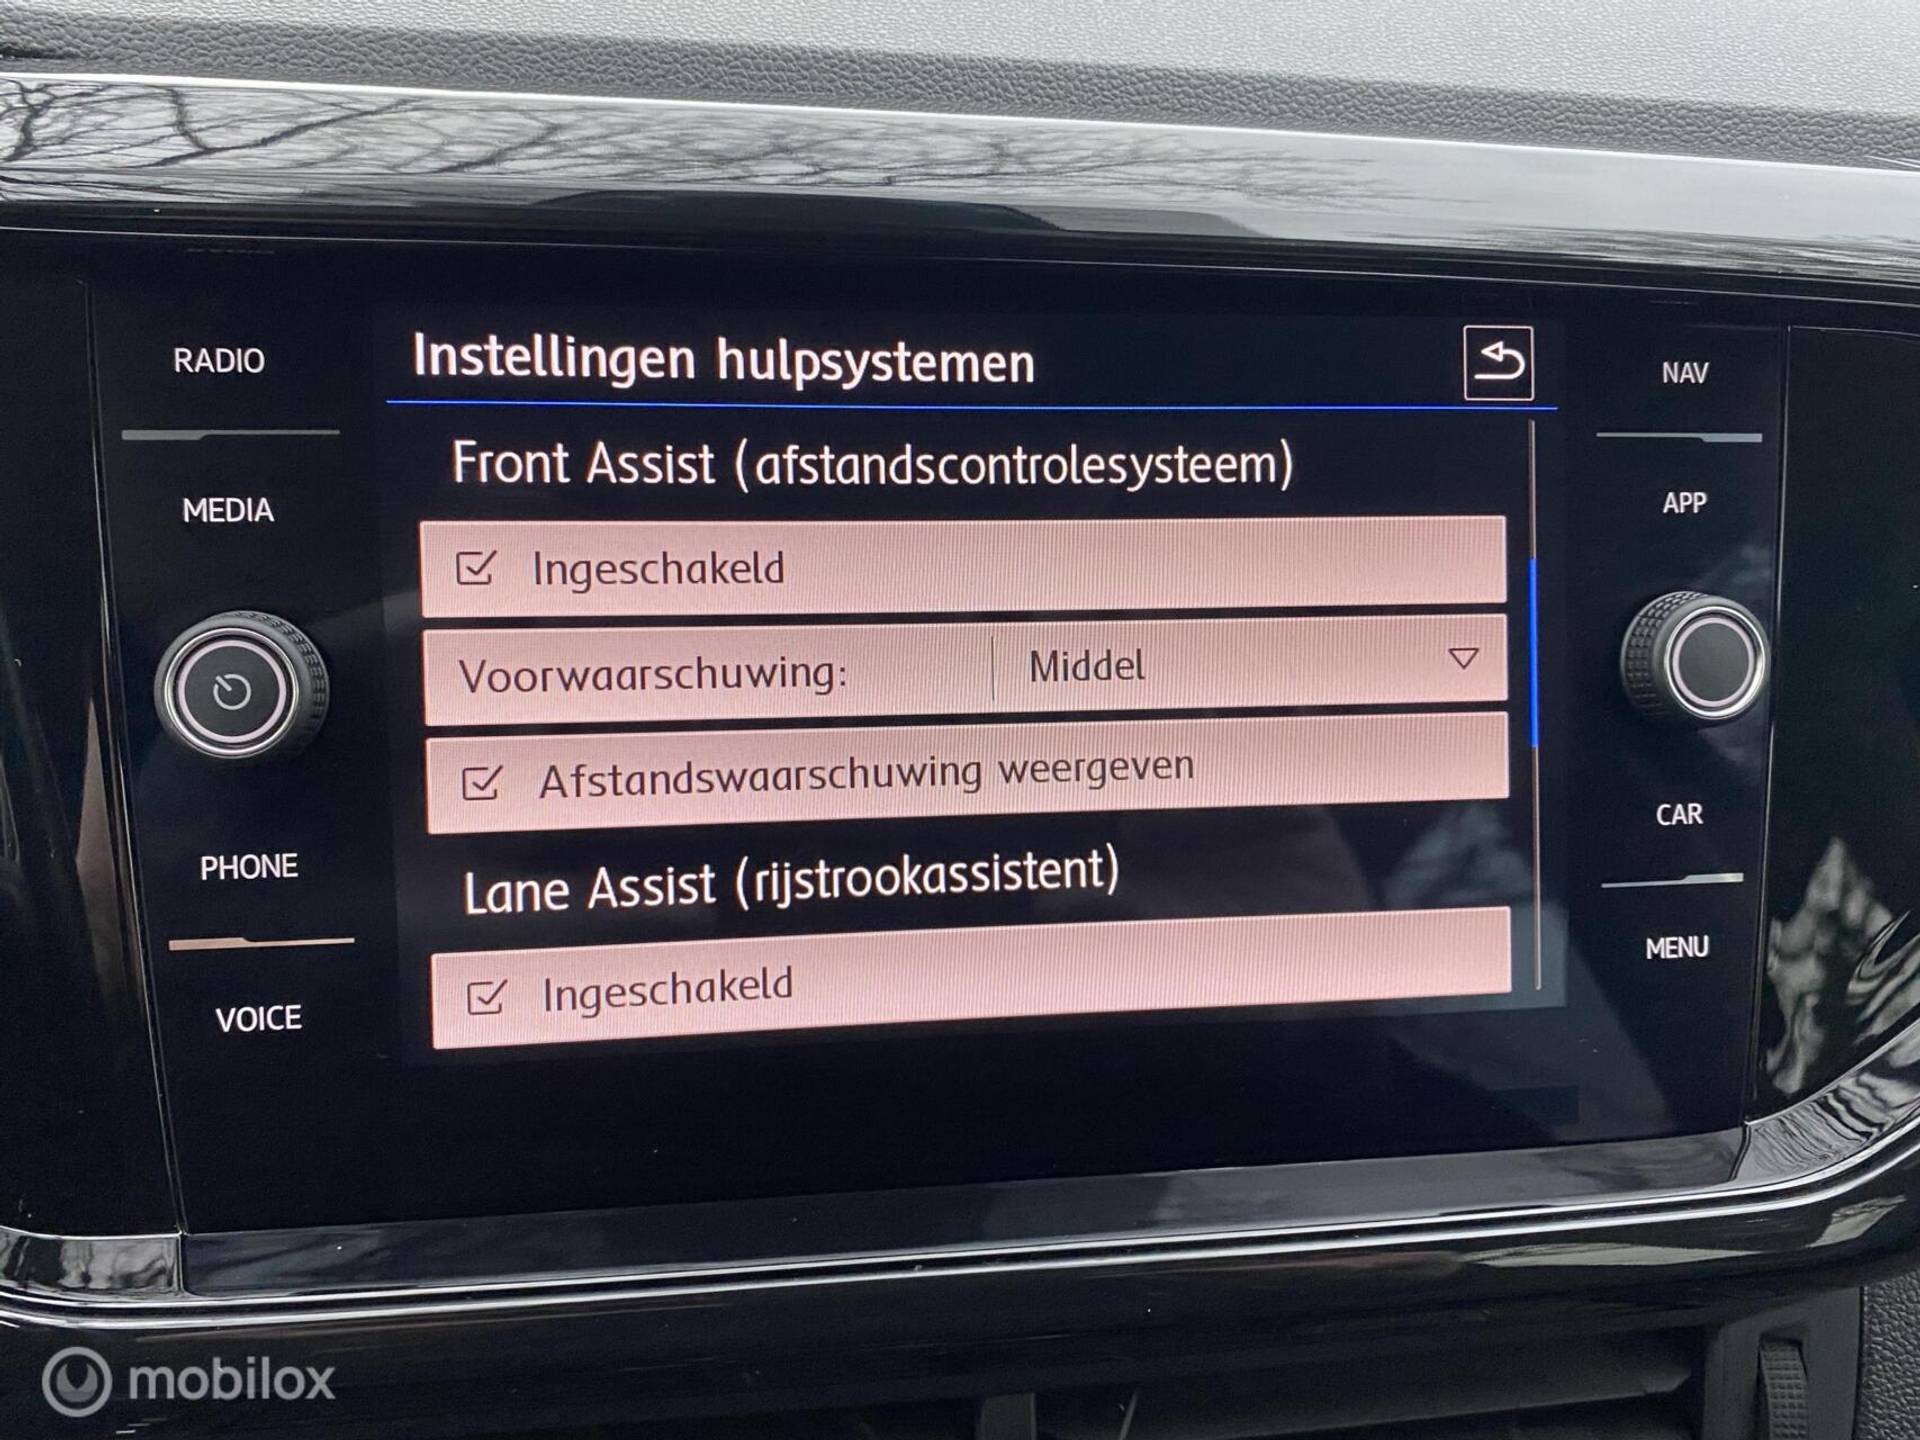 Instellingen hulpsystemen
RADIO
MEDIA
PHONE
VOICE
Front Assist (afstandscontrolesysteem)
Ingeschakeld
Voorwaarschuwing: Middel
Afstandswaarschuwing weergeven
Lane Assist (rijstrookassistent)
Ingeschakeld
NAV
APP
CAR
MENU
mobilox